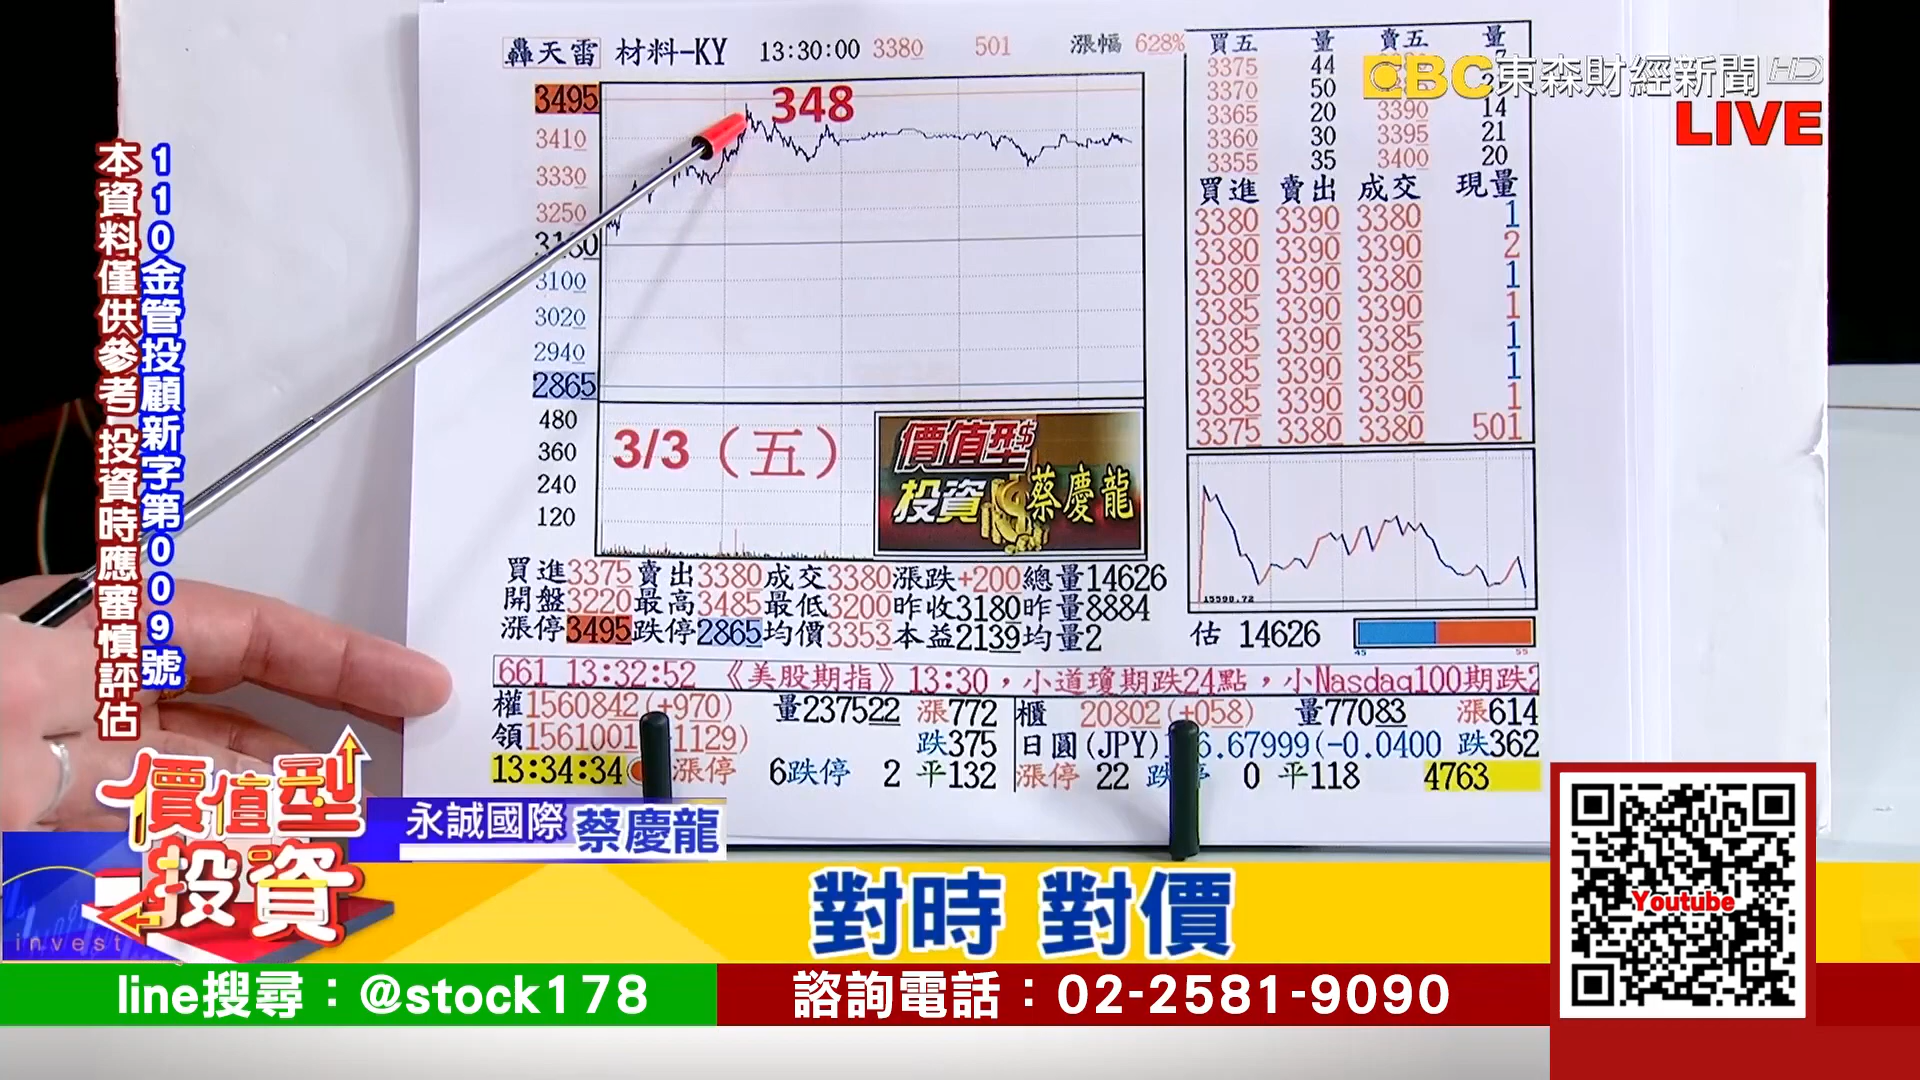 轟天雷 材料-KY 13:30:00 3380 501 漲幅 628%
3495
3410
3330
3250
3180
3100
3020
2940
2865
480
360
240
120
348
3/3（五）
價值型
投資
蔡慶龍
買五 量 賣五 量
3375 44
3370 50
3365 20 3390 14
3360 30 3395 21
3355 35 3400 20
買進 賣出 成交 現量
3380 3390 3380 1
3380 3390 3390 2
3380 3390 3380 1
3385 3390 3390 1
3385 3390 3385 1
3385 3390 3385 1
3385 3390 3390 1
3375 3380 3380 501
15598.72
估 14626
45 55
買進3375賣出3380成交3380漲跌+200總量14626
開盤3220最高3485最低3200昨收3180昨量8884
漲停3495跌停2865均價3353本益2139均量2
661 13:32:52 《美股期指》13:30，小道瓊期跌24點，小Nasdaq100期跌2
權1560842(+970) 量237522 漲772 櫃 20802(+058) 量77083 漲614
領1561001 1129) 跌375 日圓(JPY) 6.67999(-0.0400 跌362
13:34:34 漲停 6跌停 2 平132 漲停 22 跌停 0 平118 4763
EBC東森財經新聞HD
LIVE
110金管投顧新字第009號
本資料僅供參考投資時應審慎評估
價值型
投資
invest
永誠國際 蔡慶龍
對時 對價
line搜尋：@stock178
諮詢電話：02-2581-9090
Youtube